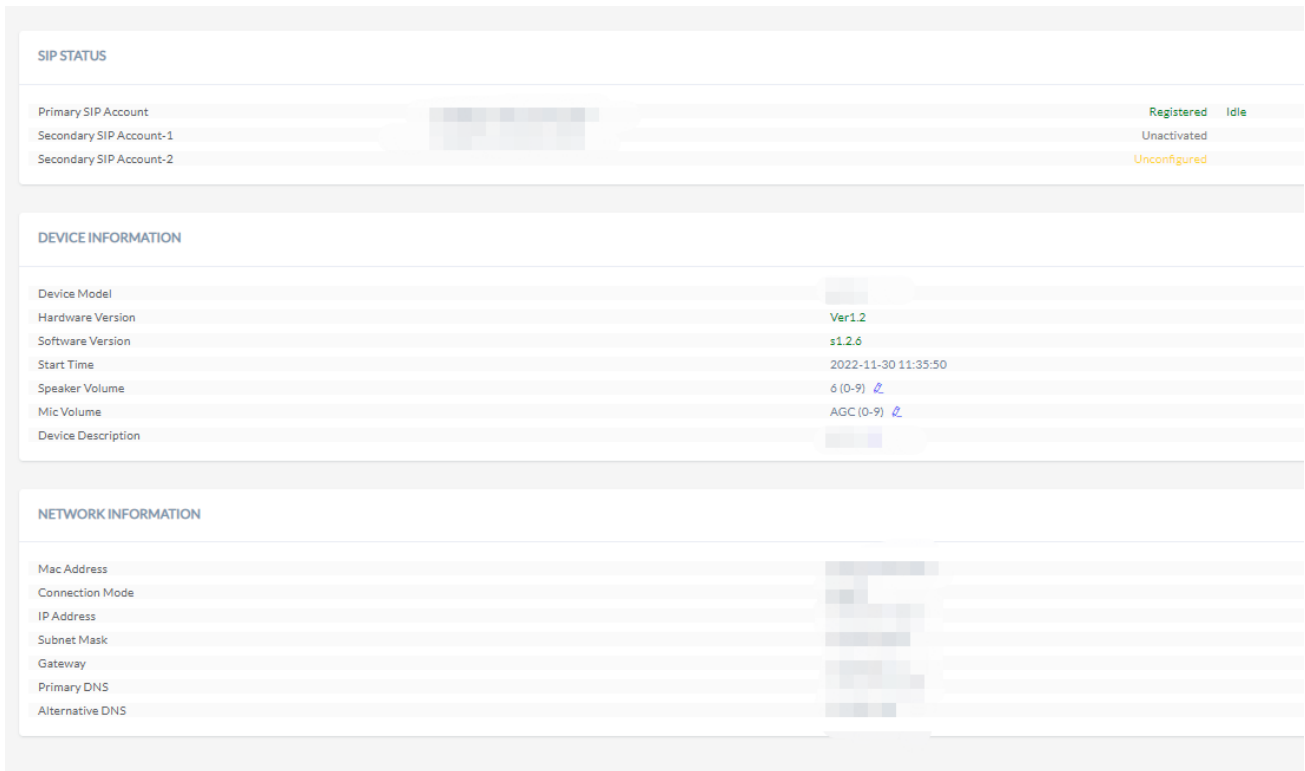 SIP STATUS
Primary SIP Account Registered Idle
Secondary SIP Account-1 Unactivated
Secondary SIP Account-2 Unconfigured
DEVICE INFORMATION
Device Model
Hardware Version Ver1.2
Software Version s1.2.6
Start Time 2022-11-30 11:35:50
Speaker Volume 6 (0-9)
Mic Volume AGC (0-9)
Device Description
NETWORK INFORMATION
Mac Address
Connection Mode
IP Address
Subnet Mask
Gateway
Primary DNS
Alternative DNS